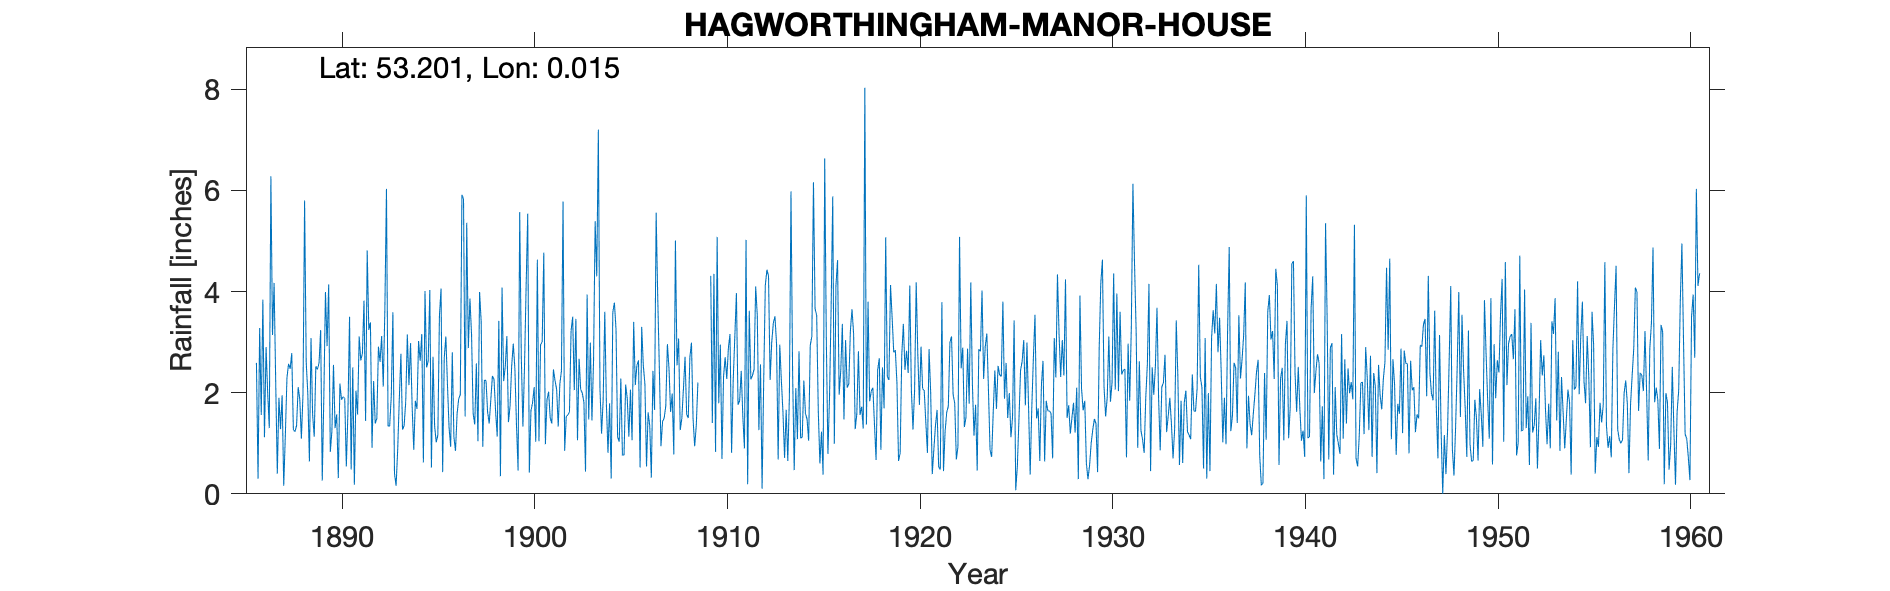 HAGWORTHINGHAM-MANOR-HOUSE
Lat: 53.201, Lon: 0.015
Rainfall [inches]
8
6
4
2
0
1890 1900 1910 1920 1930 1940 1950 1960
Year